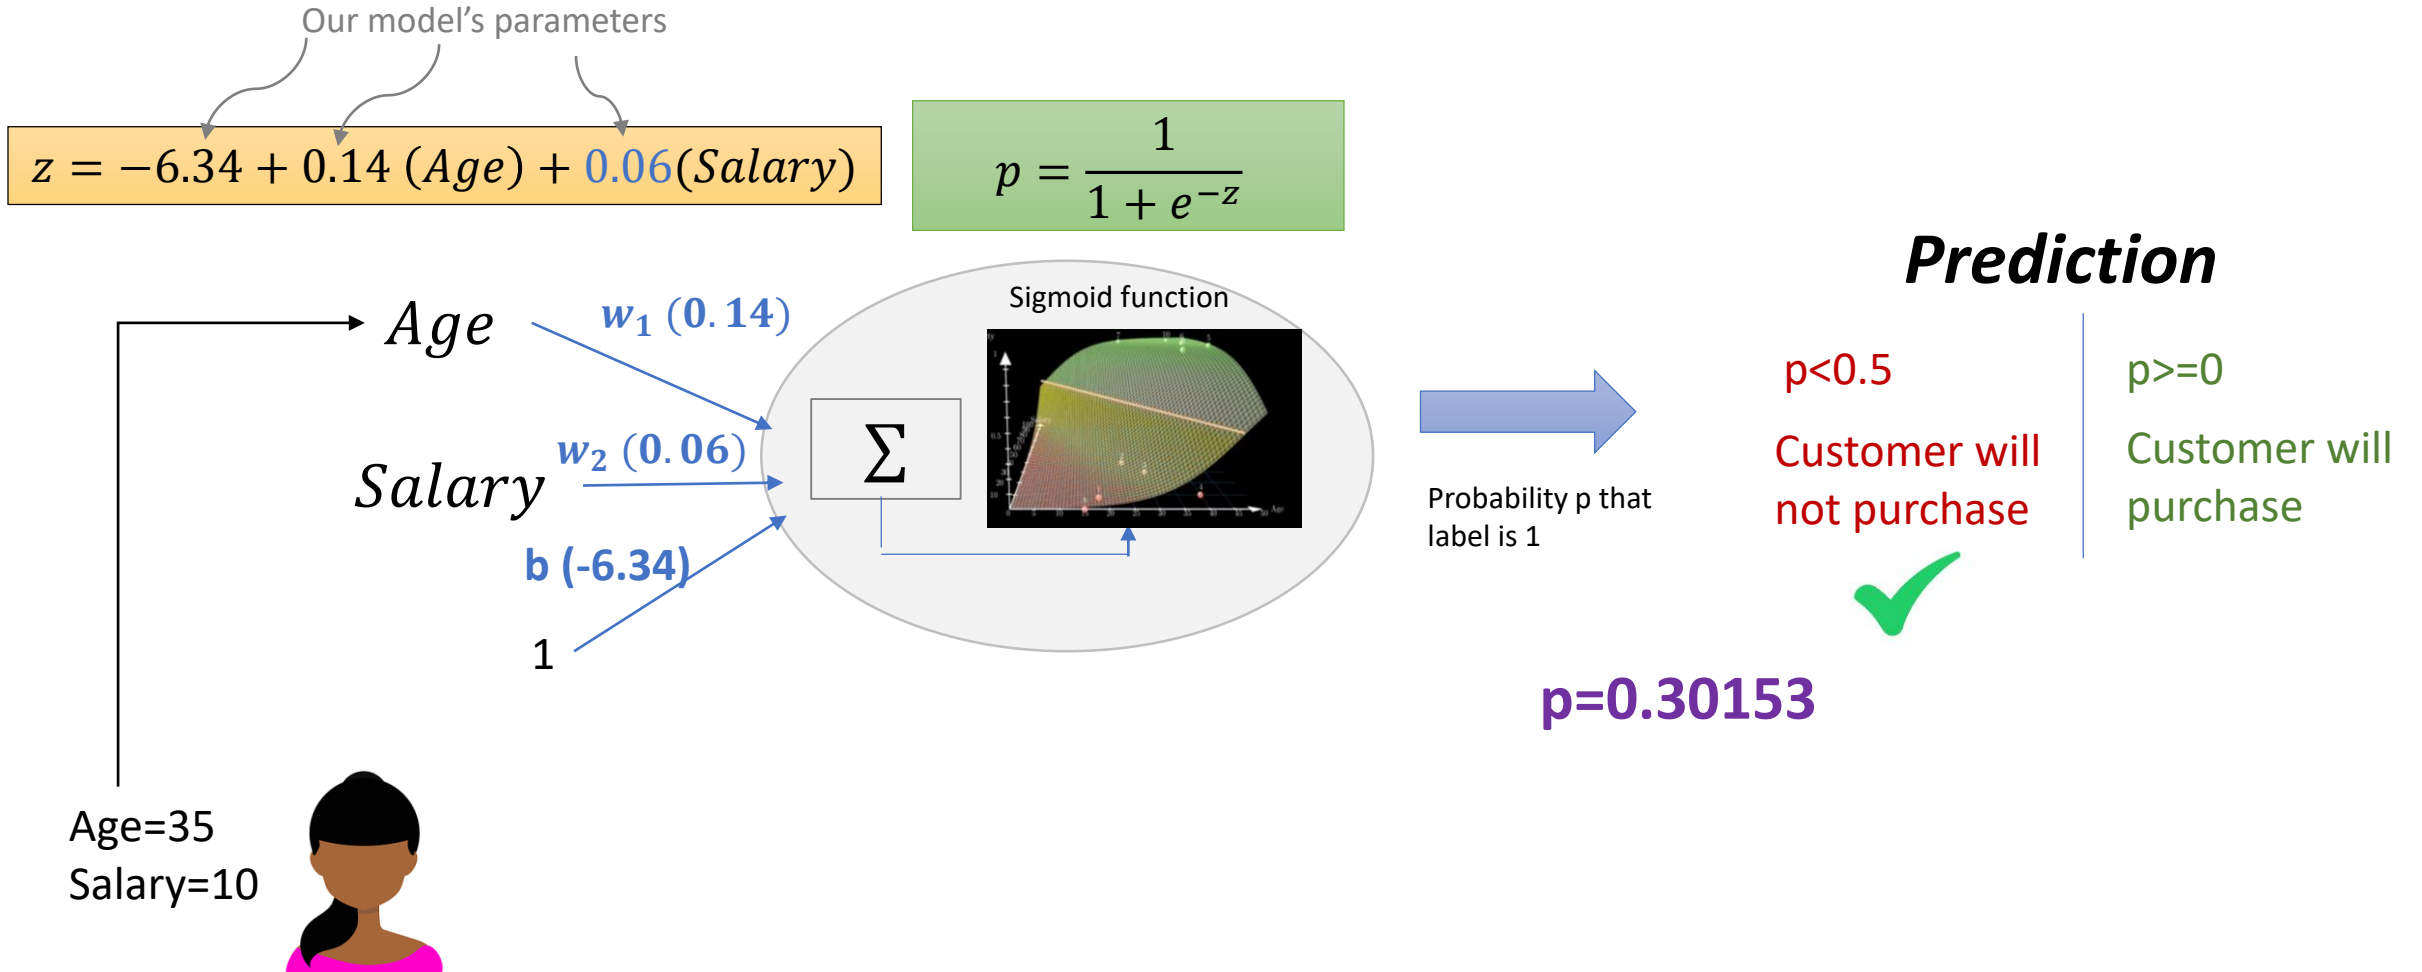 Our model's parameters
z = −6.34 + 0.14 (Age) + 0.06(Salary)
p = 1 / (1 + e^−z)
Prediction
Age
w₁ (0.14)
Sigmoid function
p<0.5
p>=0
Salary
w₂ (0.06)
∑
Customer will
not purchase
Customer will
purchase
Probability p that
label is 1
b (-6.34)
1
p=0.30153
Age=35
Salary=10